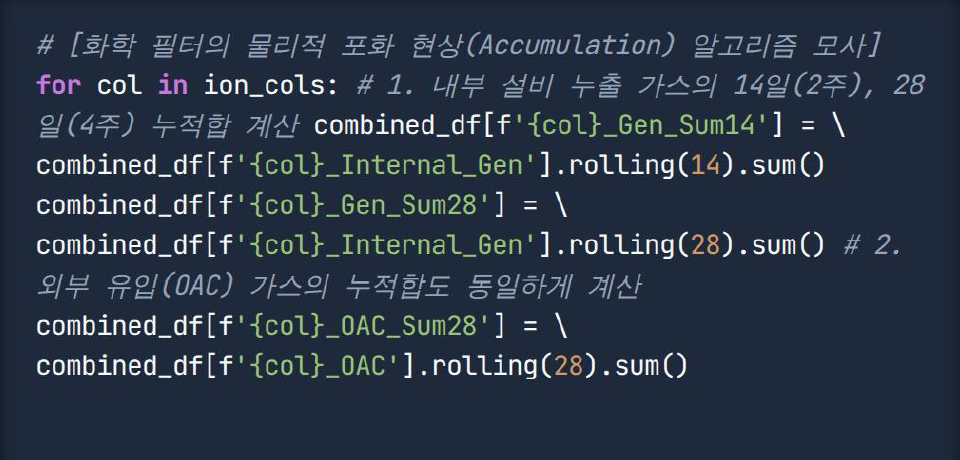 # [화학 필터의 물리적 포화 현상(Accumulation) 알고리즘 모사]
for col in ion_cols: # 1. 내부 설비 누출 가스의 14일(2주), 28
일(4주) 누적합 계산 combined_df[f'{col}_Gen_Sum14'] = \
combined_df[f'{col}_Internal_Gen'].rolling(14).sum()
combined_df[f'{col}_Gen_Sum28'] = \
combined_df[f'{col}_Internal_Gen'].rolling(28).sum() # 2.
외부 유입(OAC) 가스의 누적합도 동일하게 계산
combined_df[f'{col}_OAC_Sum28'] = \
combined_df[f'{col}_OAC'].rolling(28).sum()